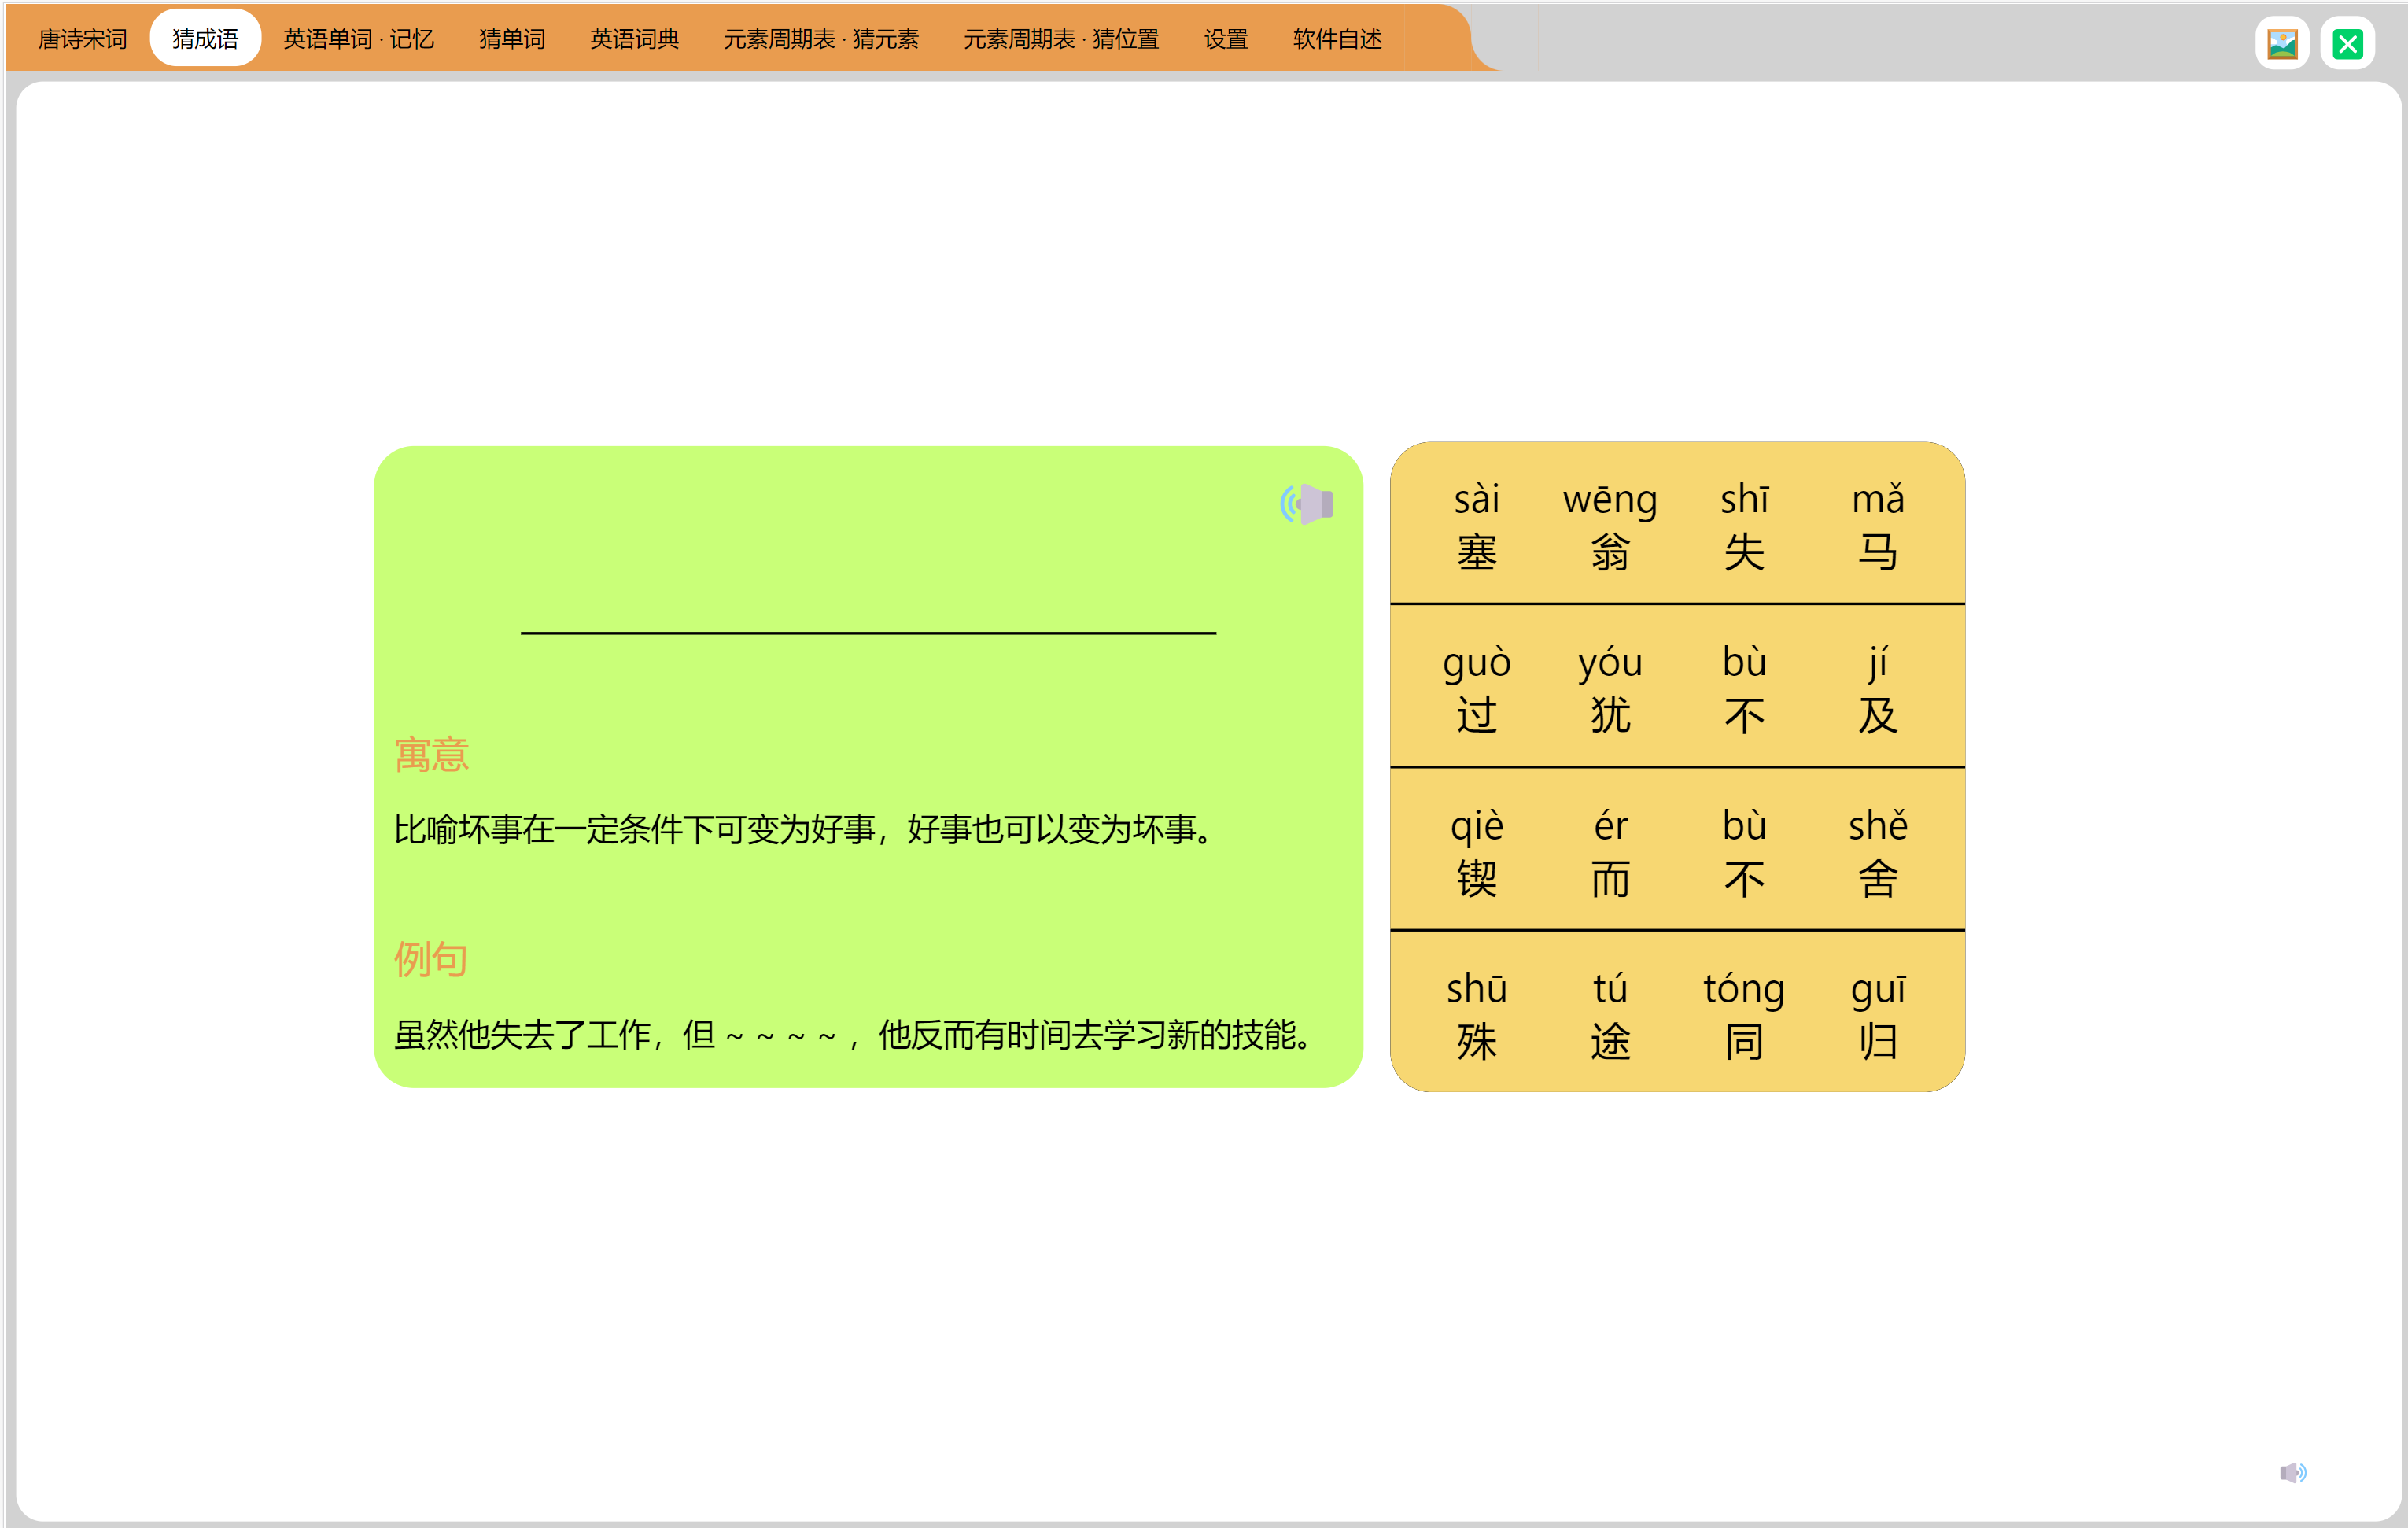 唐诗宋词 猜成语 英语单词 · 记忆 猜单词 英语词典 元素周期表 · 猜元素 元素周期表 · 猜位置 设置 软件自述
寓意
比喻坏事在一定条件下可变为好事，好事也可以变为坏事。
例句
虽然他失去了工作，但 ~ ~ ~ ~ ，他反而有时间去学习新的技能。
sài wēng shī mǎ
塞 翁 失 马
guò yóu bù jí
过 犹 不 及
qiè ér bù shě
锲 而 不 舍
shū tú tóng guī
殊 途 同 归